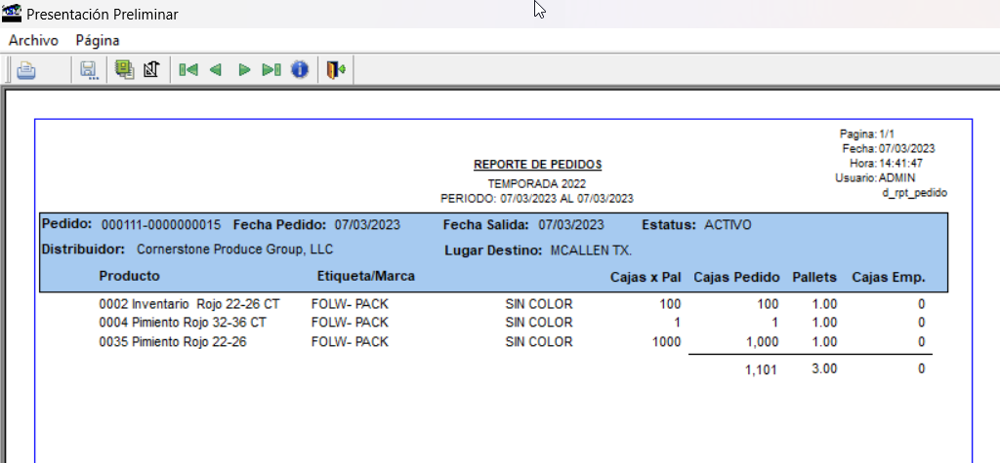 Presentación Preliminar
Archivo Página
Pagina: 1/1
Fecha: 07/03/2023
Hora: 14:41:47
Usuario: ADMIN
d_rpt_pedido
REPORTE DE PEDIDOS
TEMPORADA 2022
PERIODO: 07/03/2023 AL 07/03/2023
Pedido: 000111-0000000015 Fecha Pedido: 07/03/2023 Fecha Salida: 07/03/2023 Estatus: ACTIVO
Distribuidor: Cornerstone Produce Group, LLC Lugar Destino: MCALLEN TX.
Producto Etiqueta/Marca Cajas x Pal Cajas Pedido Pallets Cajas Emp.
0002 Inventario Rojo 22-26 CT FOLW- PACK SIN COLOR 100 100 1.00 0
0004 Pimiento Rojo 32-36 CT FOLW- PACK SIN COLOR 1 1 1.00 0
0035 Pimiento Rojo 22-26 FOLW- PACK SIN COLOR 1000 1,000 1.00 0
1,101 3.00 0